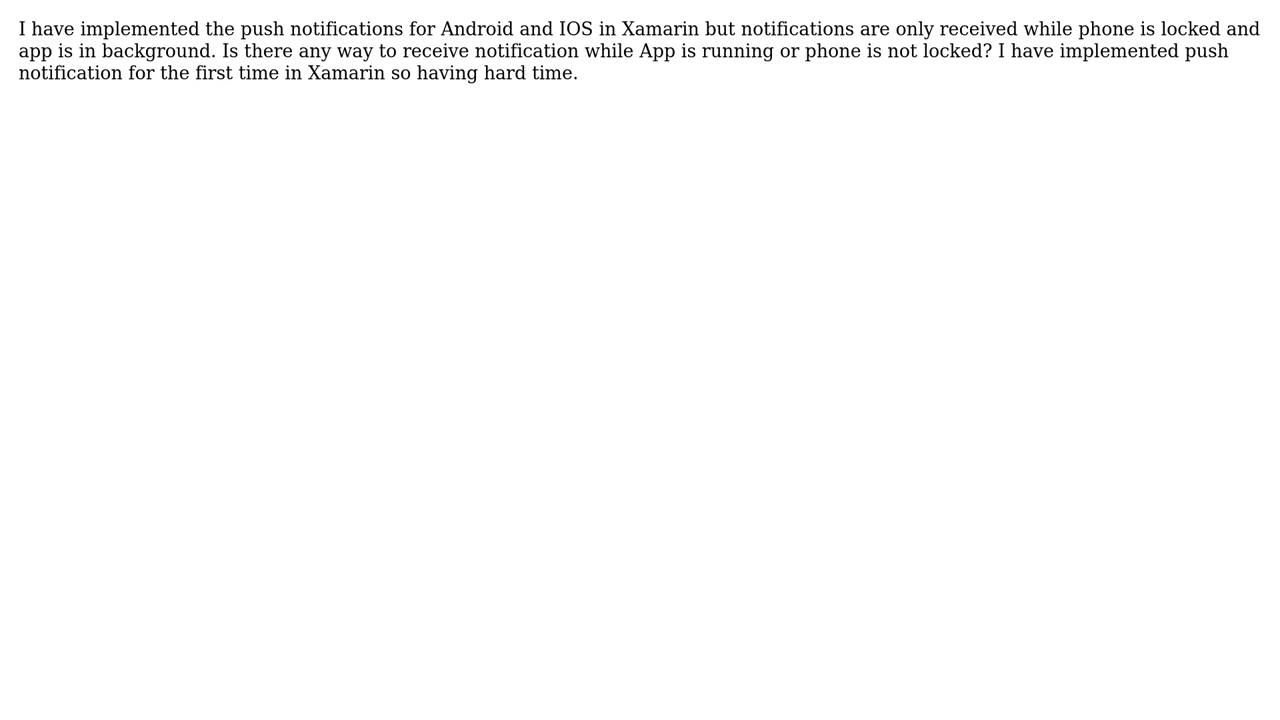 I have implemented the push notifications for Android and IOS in Xamarin but notifications are only received while phone is locked and
app is in background. Is there any way to receive notification while App is running or phone is not locked? I have implemented push
notification for the first time in Xamarin so having hard time.